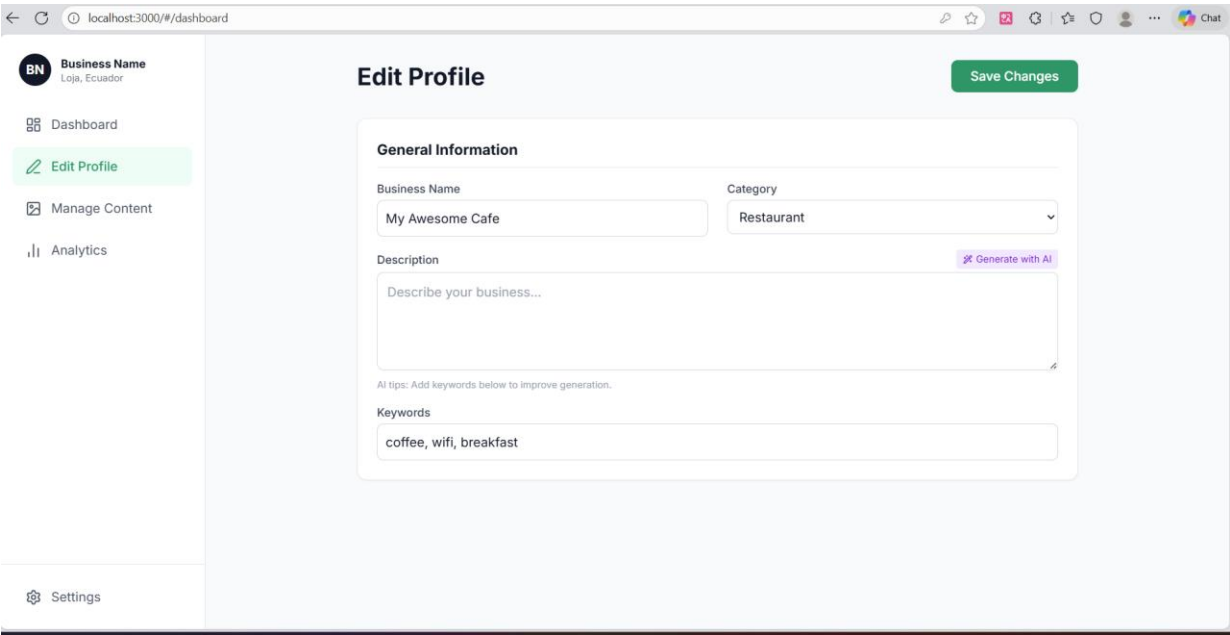 localhost:3000/#/dashboard
Chat
BN
Business Name
Loja, Ecuador
Dashboard
Edit Profile
Manage Content
Analytics
Settings
Edit Profile
Save Changes
General Information
Business Name
Category
My Awesome Cafe
Restaurant
Description
Generate with AI
Describe your business...
AI tips: Add keywords below to improve generation.
Keywords
coffee, wifi, breakfast